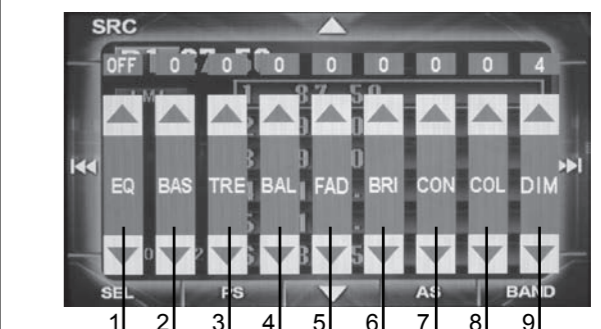 SRC
OFF 0 0 0 0 0 0 0 4
EQ BAS TRE BAL FAD BRI CON COL DIM
SEL PS AS BAND
1 2 3 4 5 6 7 8 9